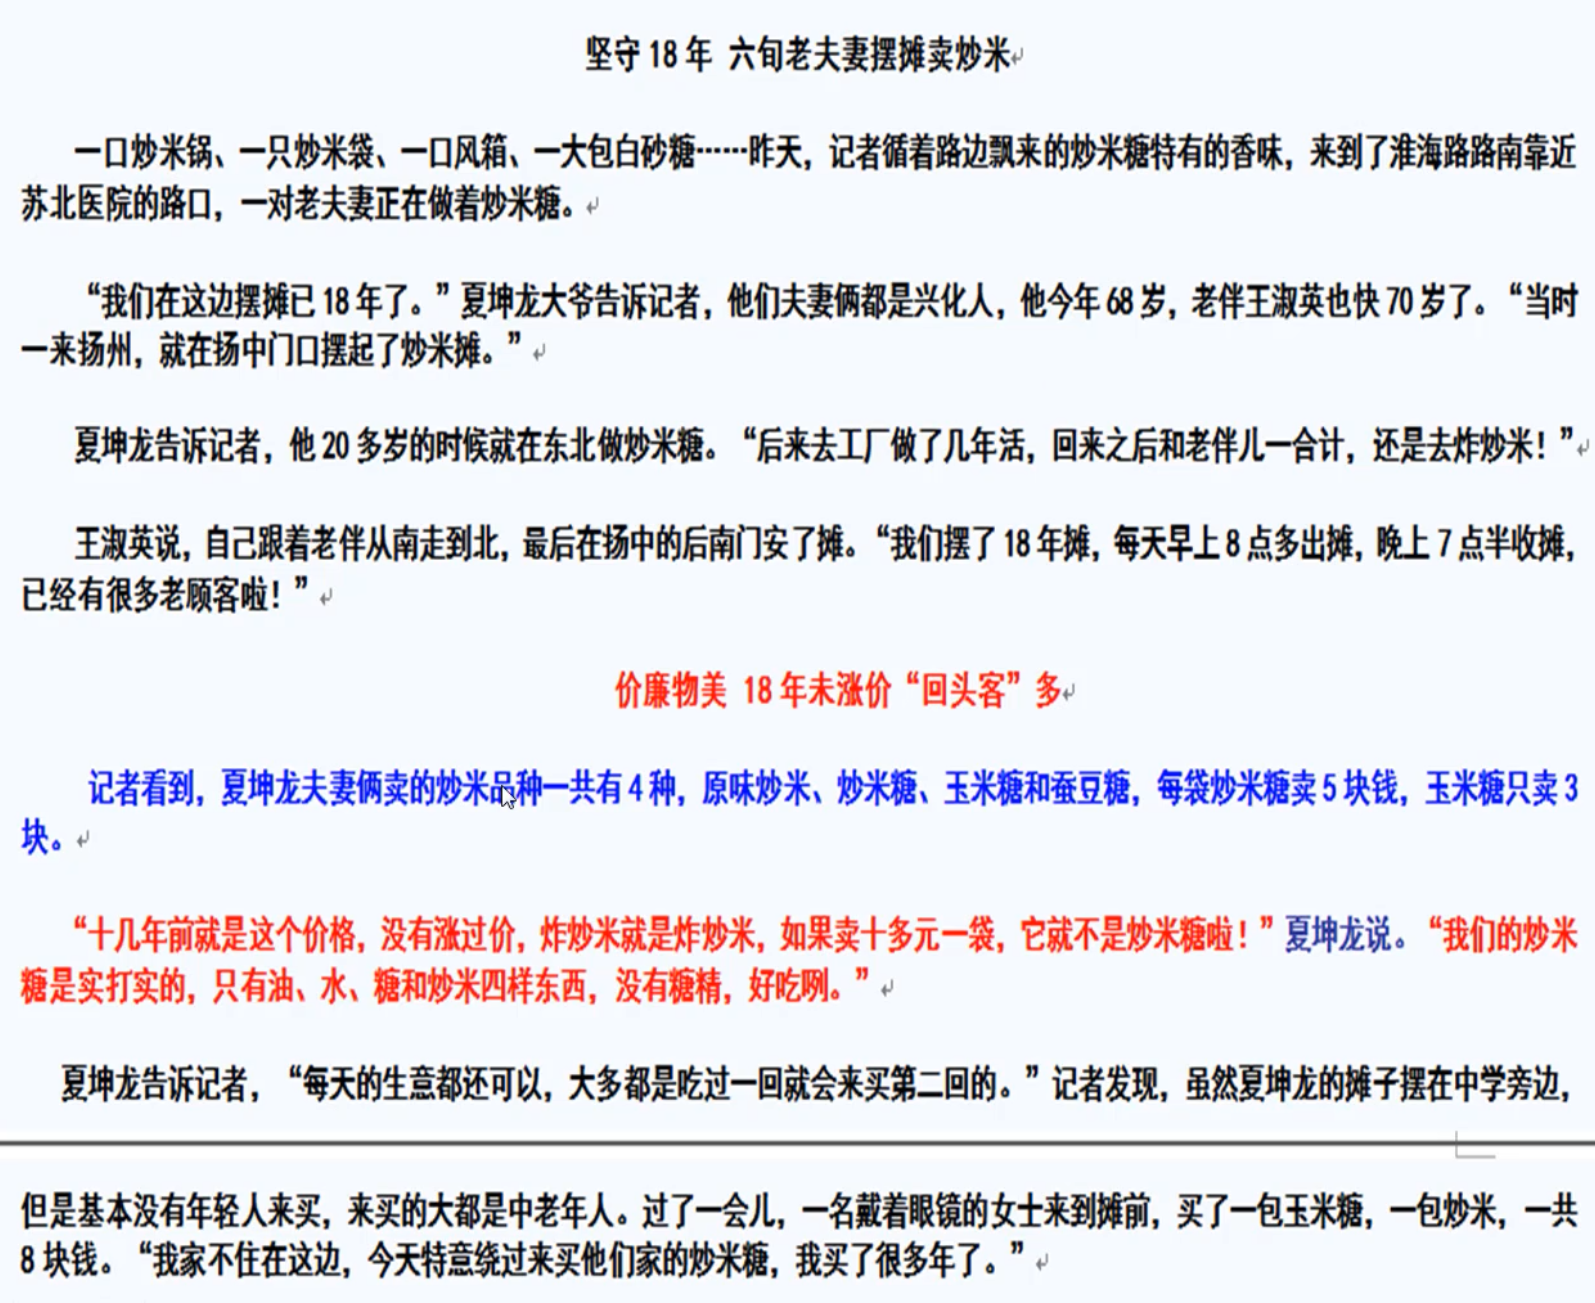 坚守 18 年 六旬老夫妻摆摊卖炒米
一口炒米锅、一只炒米袋、一口风箱、一大包白砂糖……昨天，记者循着路边飘来的炒米糖特有的香味，来到了淮海路路南靠近
苏北医院的路口，一对老夫妻正在做着炒米糖。
“我们在这边摆摊已 18 年了。”夏坤龙大爷告诉记者，他们夫妻俩都是兴化人，他今年 68 岁，老伴王淑英也快 70 岁了。“当时
一来扬州，就在扬中门口摆起了炒米摊。”
夏坤龙告诉记者，他 20 多岁的时候就在东北做炒米糖。“后来去工厂做了几年活，回来之后和老伴儿一合计，还是去炸炒米！”
王淑英说，自己跟着老伴从南走到北，最后在扬中的后南门安了摊。“我们摆了 18 年摊，每天早上 8 点多出摊，晚上 7 点半收摊，
已经有很多老顾客啦！”
价廉物美 18 年未涨价“回头客”多
记者看到，夏坤龙夫妻俩卖的炒米品种一共有 4 种，原味炒米、炒米糖、玉米糖和蚕豆糖，每袋炒米糖卖 5 块钱，玉米糖只卖 3
块。
“十几年前就是这个价格，没有涨过价，炸炒米就是炸炒米，如果卖十多元一袋，它就不是炒米糖啦！”夏坤龙说。“我们的炒米
糖是实打实的，只有油、水、糖和炒米四样东西，没有糖精，好吃咧。”
夏坤龙告诉记者，“每天的生意都还可以，大多都是吃过一回就会来买第二回的。”记者发现，虽然夏坤龙的摊子摆在中学旁边，
但是基本没有年轻人来买，来买的大都是中老年人。过了一会儿，一名戴着眼镜的女士来到摊前，买了一包玉米糖，一包炒米，一共
8 块钱。“我家不住在这边，今天特意绕过来买他们家的炒米糖，我买了很多年了。”